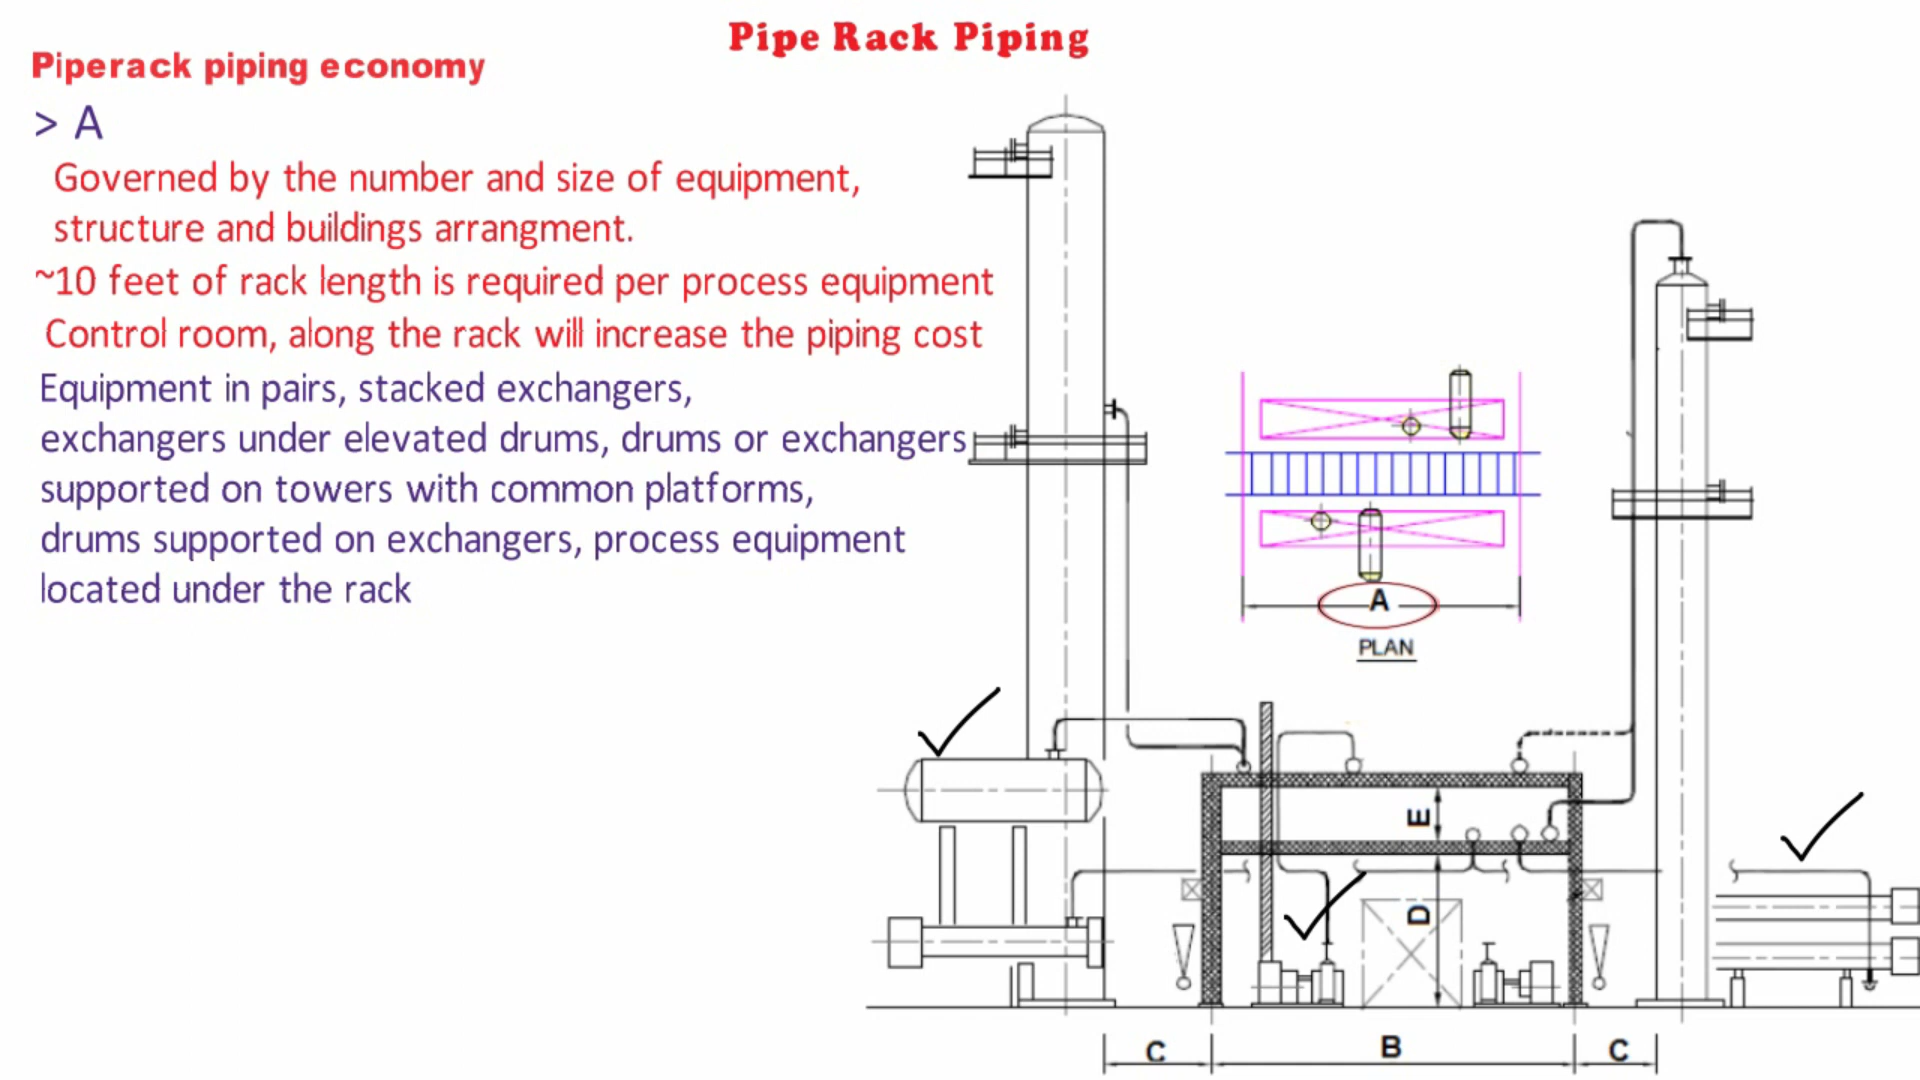 Pipe Rack Piping
Piperack piping economy
> A
Governed by the number and size of equipment,
structure and buildings arrangment.
~10 feet of rack length is required per process equipment
Control room, along the rack will increase the piping cost
Equipment in pairs, stacked exchangers,
exchangers under elevated drums, drums or exchangers
supported on towers with common platforms,
drums supported on exchangers, process equipment
located under the rack
A
PLAN
E
D
C
B
C